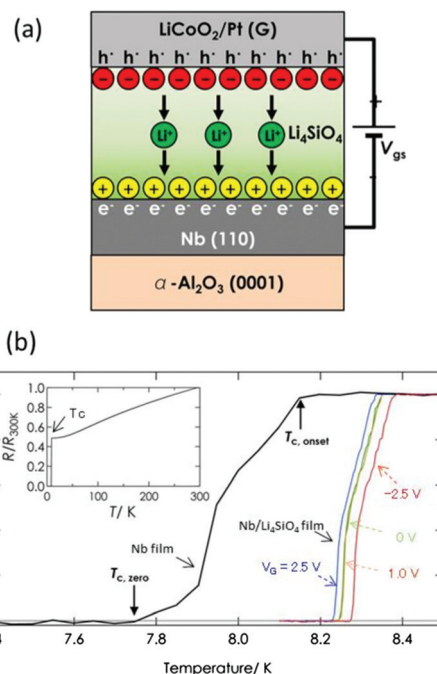 (a)
LiCoO₂/Pt (G)
h· h· h· h· h· h· h· h· h·
− − − − − − − − − −
+
Li⁺ Li⁺ Li⁺ Li₄SiO₄
Vgs
-
+ + + + + + + + + +
e⁻ e⁻ e⁻ e⁻ e⁻ e⁻ e⁻ e⁻ e⁻ e⁻
Nb (110)
α-Al₂O₃ (0001)
(b)
1.0
0.8
0.6
0.4
0.2
0.0
R/R300K
Tc
0 100 200 300
T/ K
Tc, onset
−2.5 V
Nb/Li₄SiO₄ film
0 V
Nb film
VG = 2.5 V
1.0 V
Tc, zero
7.6 7.8 8.0 8.2 8.4
Temperature/ K